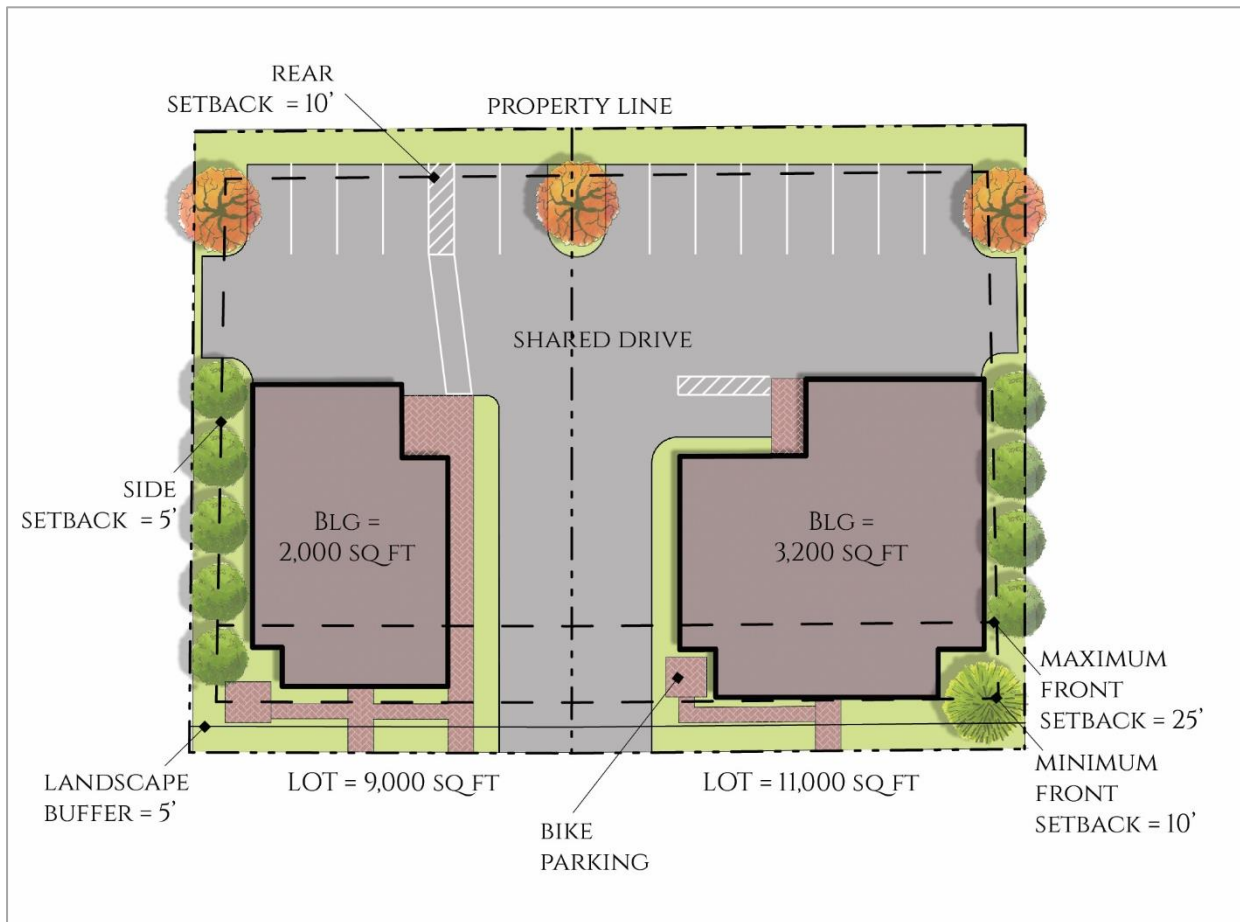 REAR
SETBACK = 10’
PROPERTY LINE
SHARED DRIVE
SIDE
SETBACK = 5’
BLG =
2,000 SQ FT
BLG =
3,200 SQ FT
MAXIMUM
FRONT
SETBACK = 25’
LANDSCAPE
BUFFER = 5’
LOT = 9,000 SQ FT
LOT = 11,000 SQ FT
MINIMUM
FRONT
SETBACK = 10’
BIKE
PARKING